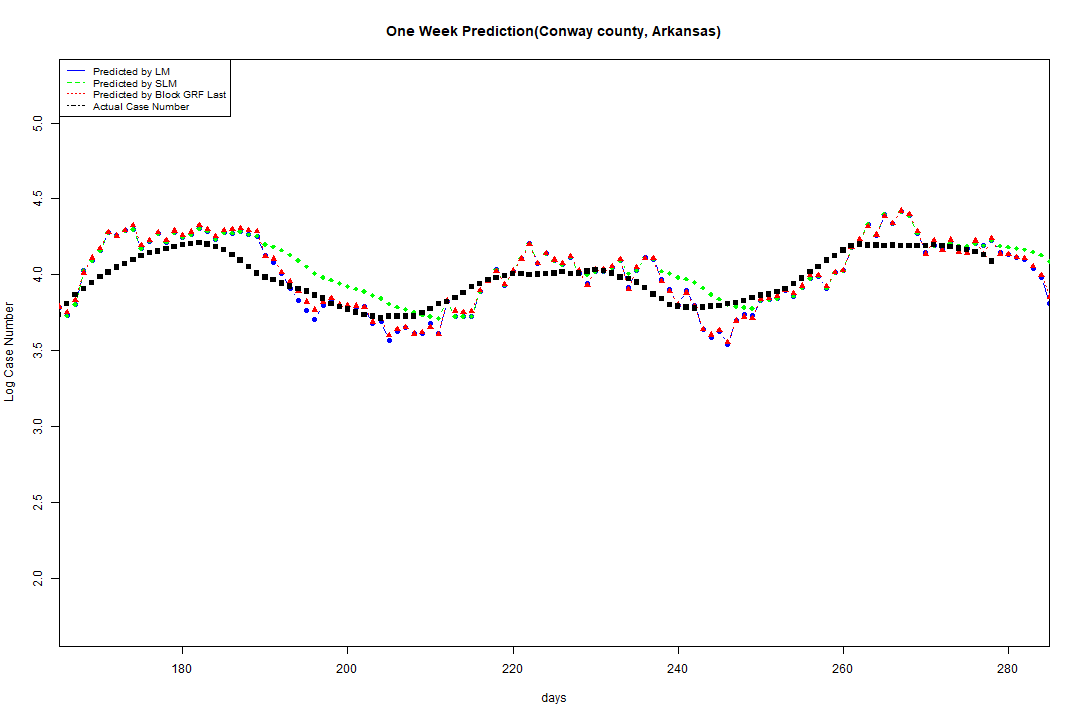 One Week Prediction(Conway county, Arkansas)
Predicted by LM
Predicted by SLM
Predicted by Block GRF Last
Actual Case Number
5.0
4.5
4.0
3.5
3.0
2.5
2.0
Log Case Number
180
200
220
240
260
280
days